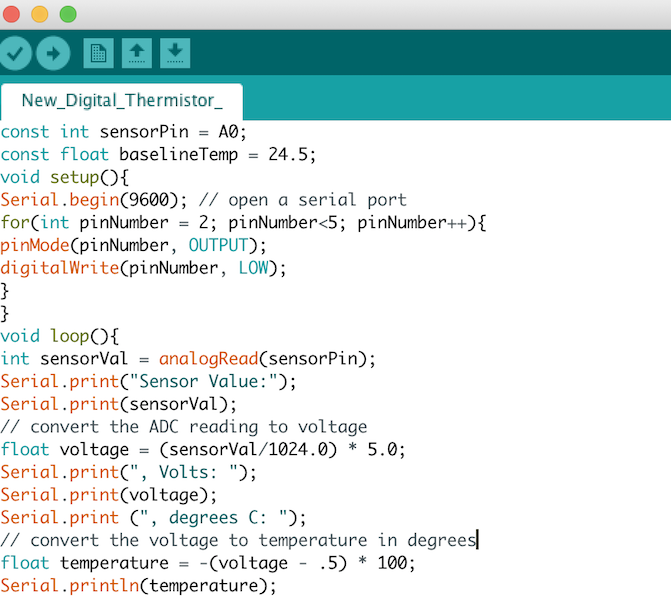 New_Digital_Thermistor_
const int sensorPin = A0;
const float baselineTemp = 24.5;
void setup(){
Serial.begin(9600); // open a serial port
for(int pinNumber = 2; pinNumber<5; pinNumber++){
pinMode(pinNumber, OUTPUT);
digitalWrite(pinNumber, LOW);
}
}
void loop(){
int sensorVal = analogRead(sensorPin);
Serial.print("Sensor Value:");
Serial.print(sensorVal);
// convert the ADC reading to voltage
float voltage = (sensorVal/1024.0) * 5.0;
Serial.print(", Volts: ");
Serial.print(voltage);
Serial.print (", degrees C: ");
// convert the voltage to temperature in degrees
float temperature = -(voltage - .5) * 100;
Serial.println(temperature);